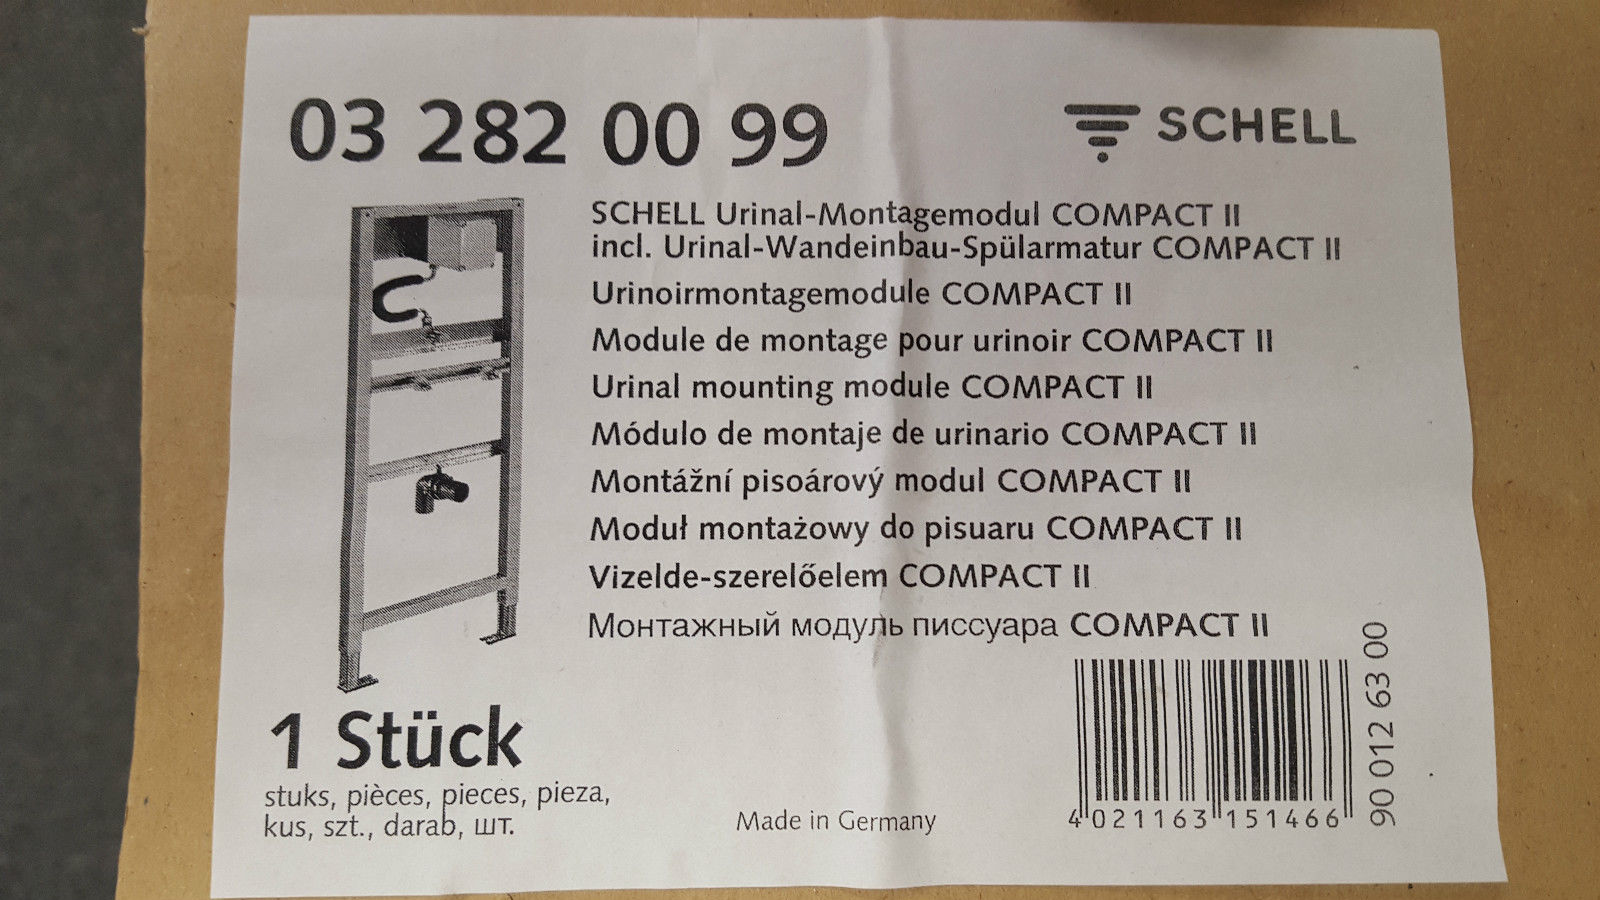 03 282 00 99
SCHELL
SCHELL Urinal-Montagemodul COMPACT II
incl. Urinal-Wandeinbau-Spülarmatur COMPACT II
Urinoirmontagemodule COMPACT II
Module de montage pour urinoir COMPACT II
Urinal mounting module COMPACT II
Módulo de montaje de urinario COMPACT II
Montážní pisoárový modul COMPACT II
Moduł montażowy do pisuaru COMPACT II
Vizelde-szerelőelem COMPACT II
Монтажный модуль писсуара COMPACT II
1 Stück
stuks, pièces, pieces, pieza,
kus, szt., darab, шт.
Made in Germany
4 021163 151466
90 012 63 00